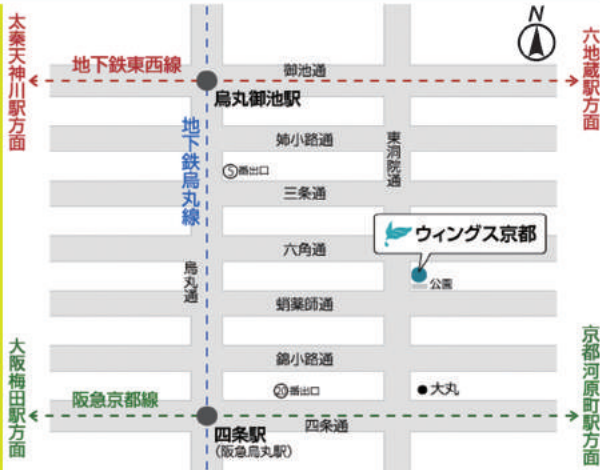 N
太秦天神川駅方面
地下鉄東西線
御池通
六地蔵駅方面
烏丸御池駅
地下鉄烏丸線
姉小路通
東洞院通
⑤番出口
三条通
ウィングス京都
六角通
烏丸通
公園
蛸薬師通
錦小路通
大阪梅田駅方面
阪急京都線
⑳番出口
大丸
京都河原町駅方面
四条駅
(阪急烏丸駅)
四条通